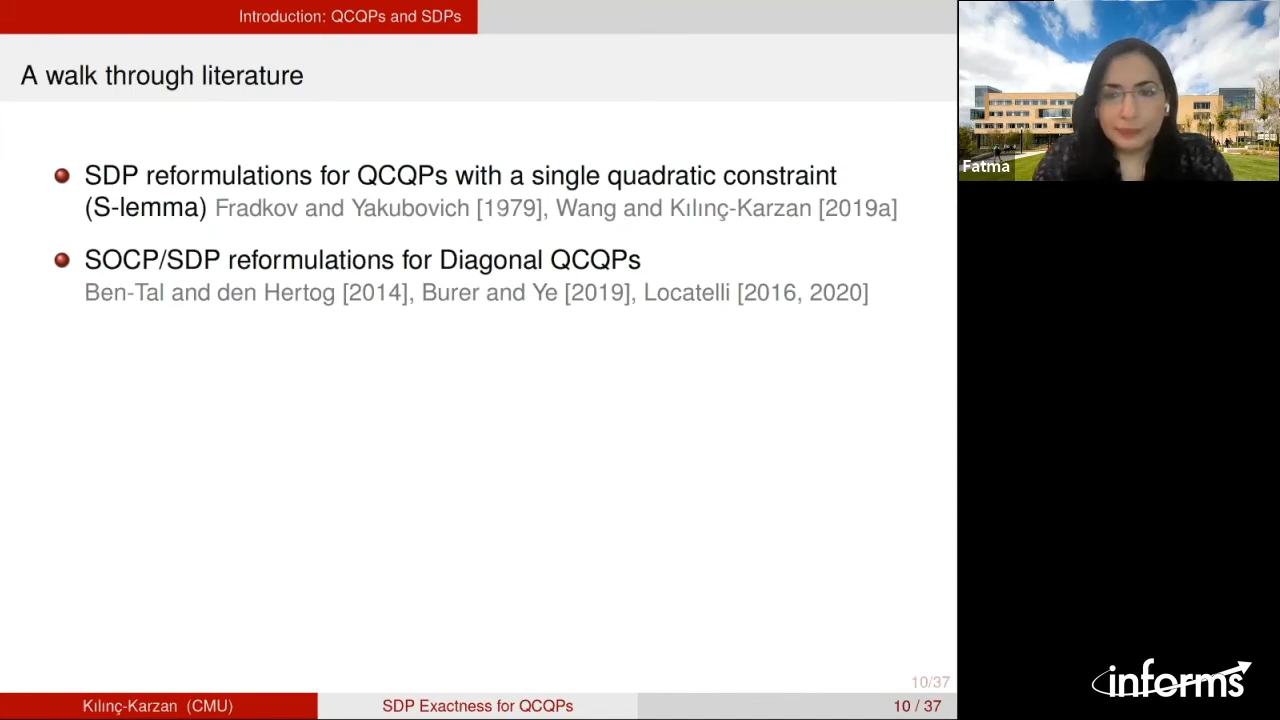 Introduction: QCQPs and SDPs
A walk through literature
SDP reformulations for QCQPs with a single quadratic constraint
(S-lemma) Fradkov and Yakubovich [1979], Wang and Kılınç-Karzan [2019a]
SOCP/SDP reformulations for Diagonal QCQPs
Ben-Tal and den Hertog [2014], Burer and Ye [2019], Locatelli [2016, 2020]
10/37
Kılınç-Karzan (CMU)
SDP Exactness for QCQPs
10 / 37
Fatma
informs